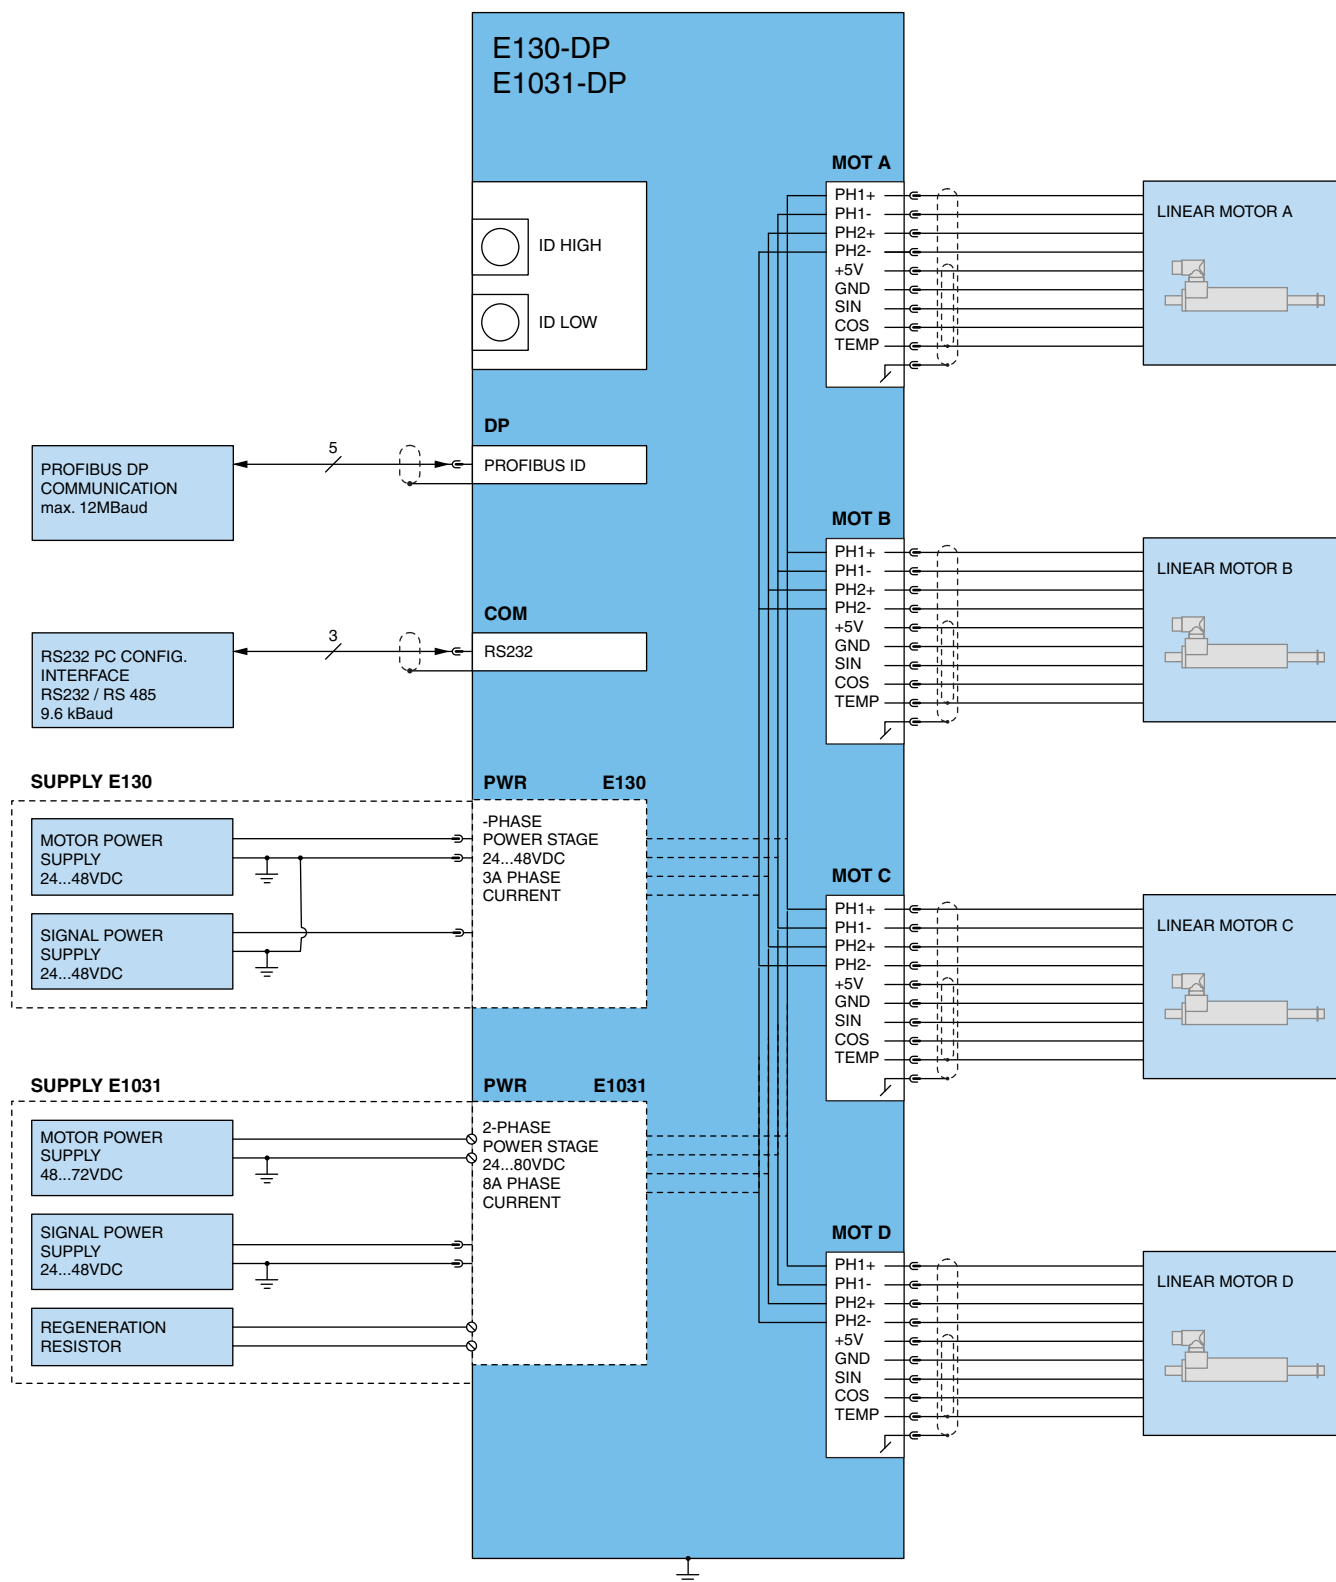 E130-DP
E1031-DP
ID HIGH
ID LOW
DP
PROFIBUS ID
5
PROFIBUS DP
COMMUNICATION
max. 12MBaud
COM
RS232
3
RS232 PC CONFIG.
INTERFACE
RS232 / RS 485
9.6 kBaud
SUPPLY E130
MOTOR POWER
SUPPLY
24...48VDC
SIGNAL POWER
SUPPLY
24...48VDC
PWR E130
-PHASE
POWER STAGE
24...48VDC
3A PHASE
CURRENT
SUPPLY E1031
MOTOR POWER
SUPPLY
48...72VDC
SIGNAL POWER
SUPPLY
24...48VDC
REGENERATION
RESISTOR
PWR E1031
2-PHASE
POWER STAGE
24...80VDC
8A PHASE
CURRENT
MOT A
PH1+
PH1-
PH2+
PH2-
+5V
GND
SIN
COS
TEMP
LINEAR MOTOR A
MOT B
PH1+
PH1-
PH2+
PH2-
+5V
GND
SIN
COS
TEMP
LINEAR MOTOR B
MOT C
PH1+
PH1-
PH2+
PH2-
+5V
GND
SIN
COS
TEMP
LINEAR MOTOR C
MOT D
PH1+
PH1-
PH2+
PH2-
+5V
GND
SIN
COS
TEMP
LINEAR MOTOR D